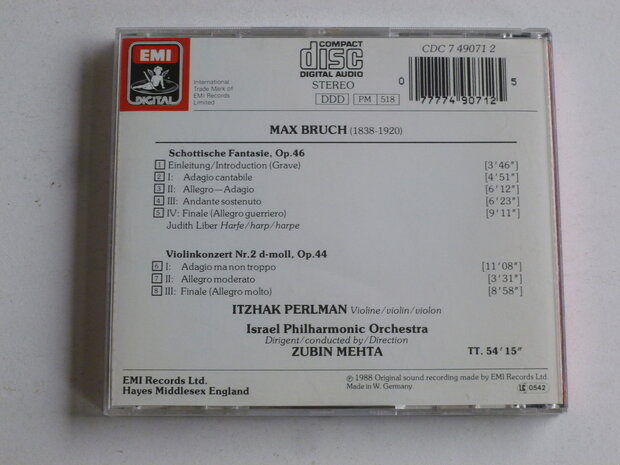 EMI
DIGITAL
International
Trade Mark of
EMI Records
Limited
COMPACT
disc
DIGITAL AUDIO
STEREO
DDD PM 518
CDC 7 49071 2
0 77774 90712 5
MAX BRUCH (1838-1920)
Schottische Fantasie, Op.46
1 Einleitung/Introduction (Grave) [3'46"]
2 I: Adagio cantabile [4'51"]
3 II: Allegro—Adagio [6'12"]
4 III: Andante sostenuto [6'23"]
5 IV: Finale (Allegro guerriero) [9'11"]
Judith Liber Harfe/harp/harpe
Violinkonzert Nr.2 d-moll, Op.44
6 I: Adagio ma non troppo [11'08"]
7 II: Allegro moderato [3'31"]
8 III: Finale (Allegro molto) [8'58"]
ITZHAK PERLMAN Violine/violin/violon
Israel Philharmonic Orchestra
Dirigent/conducted by/Direction
ZUBIN MEHTA TT. 54'15"
EMI Records Ltd.
Hayes Middlesex England
℗ 1988 Original sound recording made by EMI Records Ltd.
Made in W. Germany
LC 0542